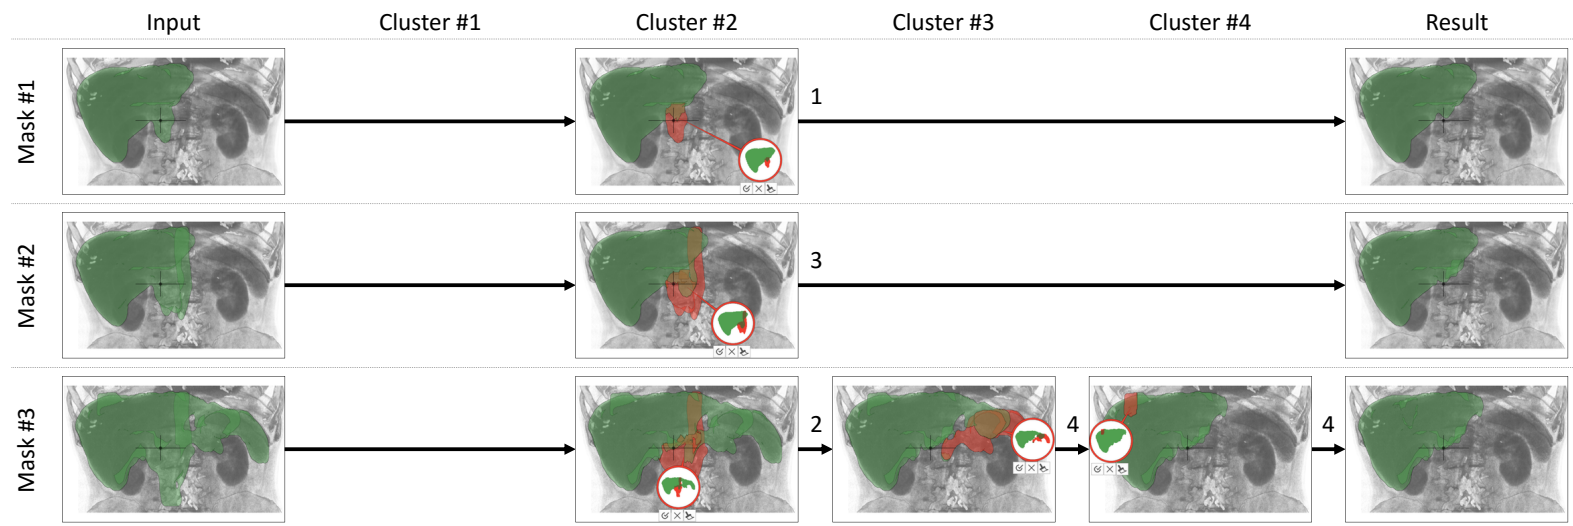 Input Cluster #1 Cluster #2 Cluster #3 Cluster #4 Result
Mask #1
1
Mask #2
3
Mask #3
2 4 4